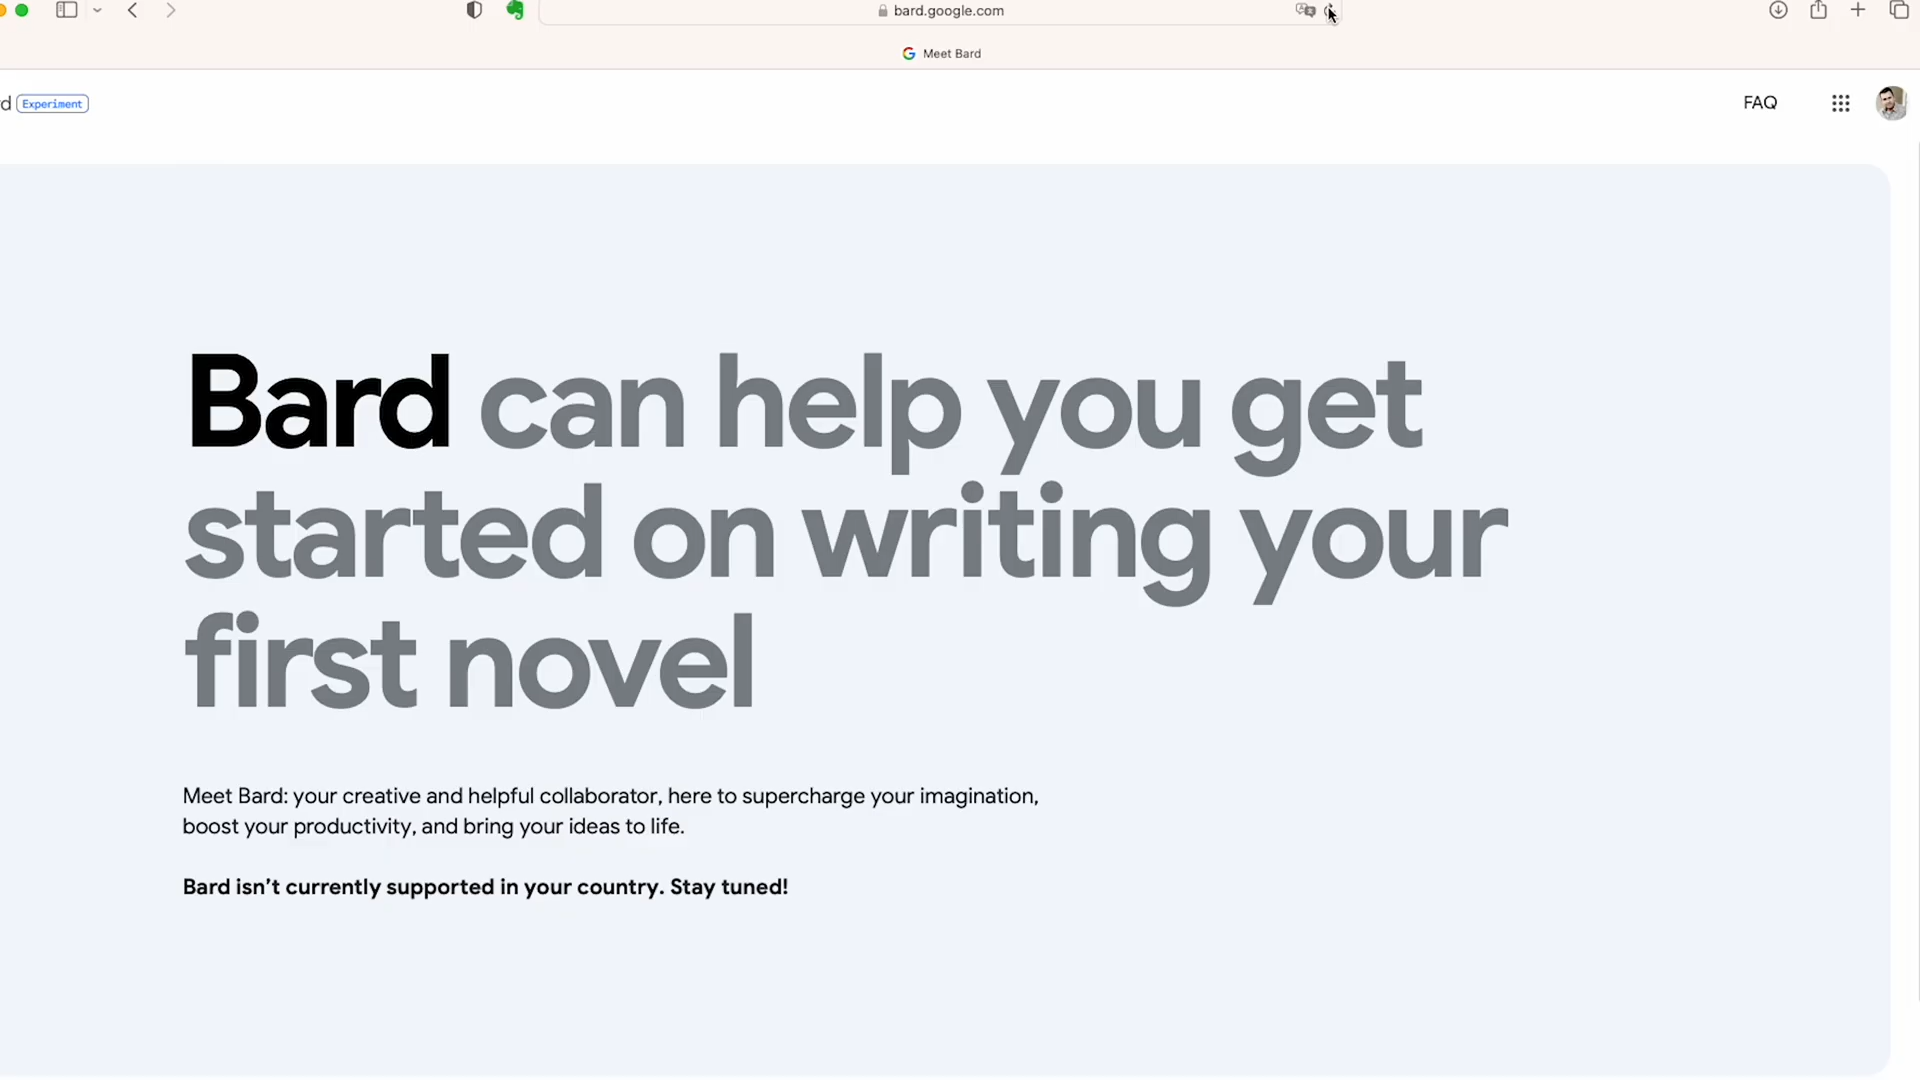 bard.google.com
Meet Bard
d Experiment
FAQ
Bard can help you get
started on writing your
first novel
Meet Bard: your creative and helpful collaborator, here to supercharge your imagination,
boost your productivity, and bring your ideas to life.
Bard isn’t currently supported in your country. Stay tuned!